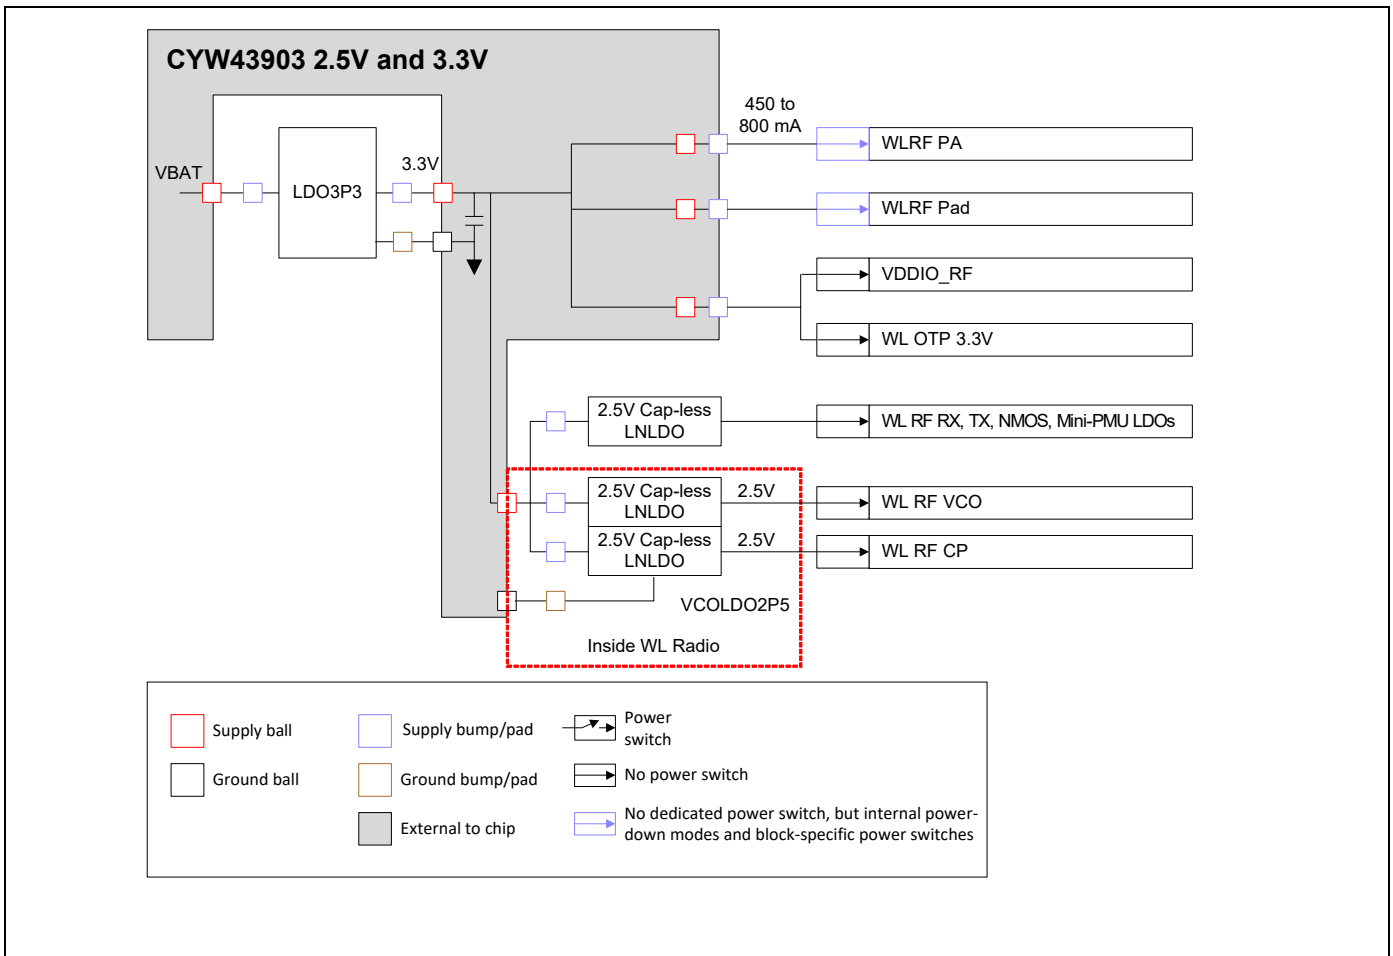 CYW43903 2.5V and 3.3V
450 to
800 mA
WLRF PA
VBAT
3.3V
LDO3P3
WLRF Pad
VDDIO_RF
WL OTP 3.3V
2.5V Cap-less
LNLDO
WL RF RX, TX, NMOS, Mini-PMU LDOs
2.5V Cap-less
LNLDO
2.5V
WL RF VCO
2.5V Cap-less
LNLDO
2.5V
WL RF CP
VCOLDO2P5
Inside WL Radio
Supply ball
Supply bump/pad
Power
switch
Ground ball
Ground bump/pad
No power switch
External to chip
No dedicated power switch, but internal power-
down modes and block-specific power switches